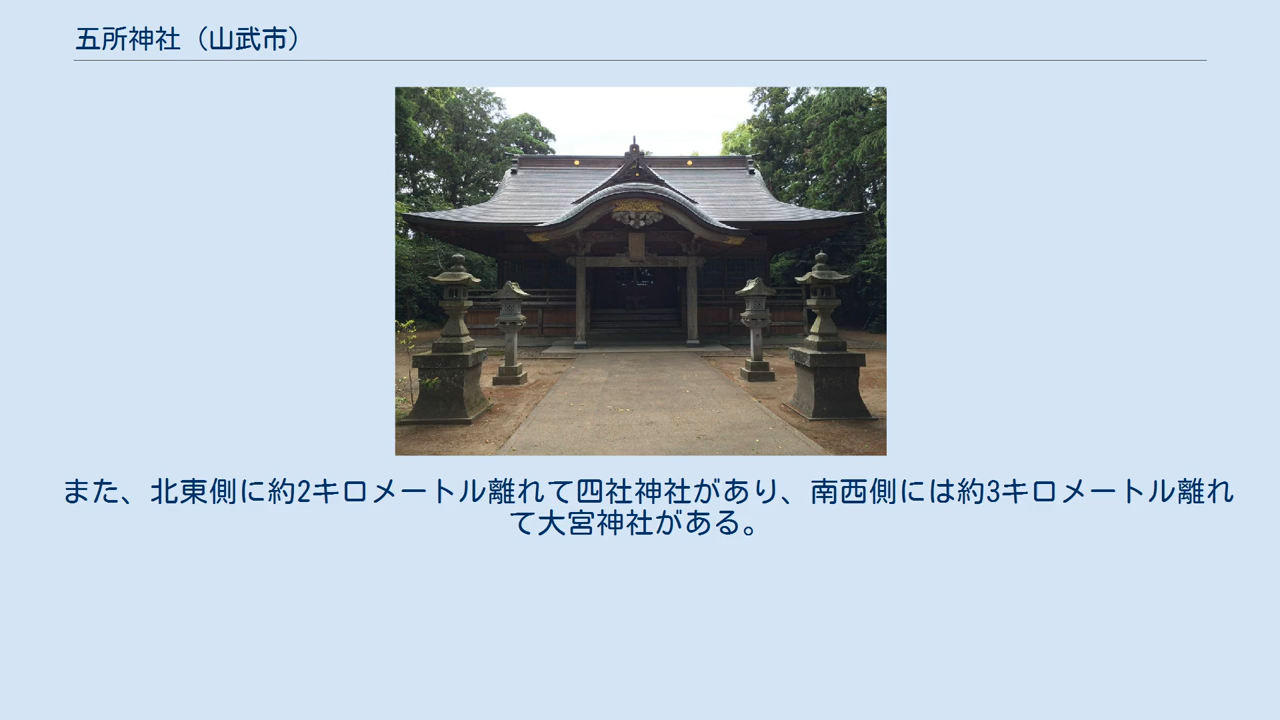 五所神社（山武市）
また、北東側に約2キロメートル離れて四社神社があり、南西側には約3キロメートル離れ
て大宮神社がある。